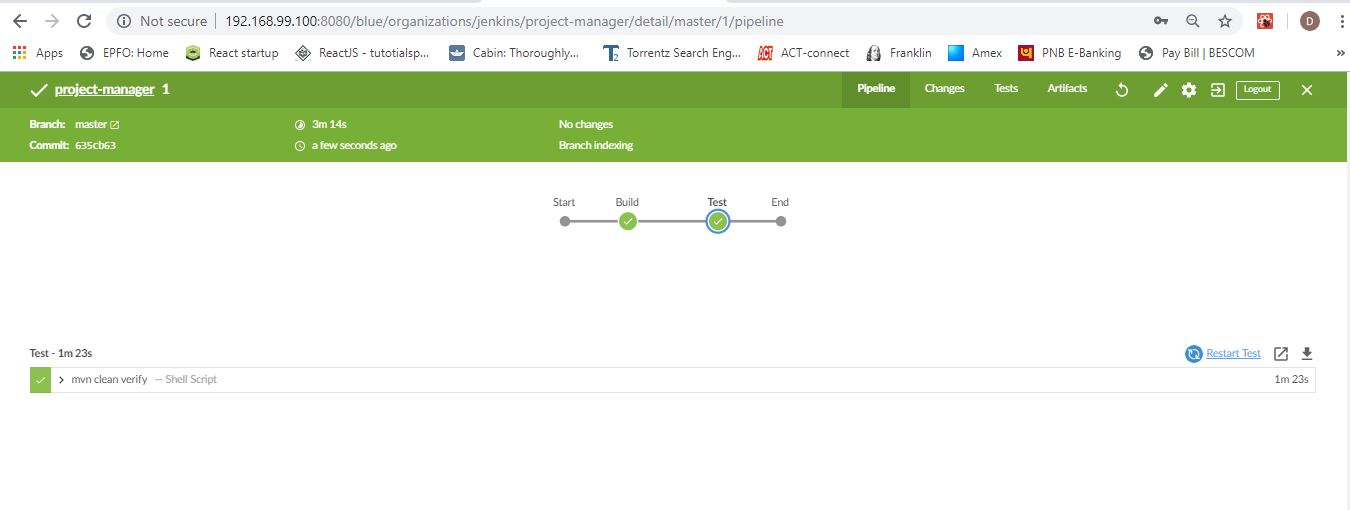 Not secure 192.168.99.100:8080/blue/organizations/jenkins/project-manager/detail/master/1/pipeline D
Apps EPFO: Home React startup ReactJS - tutotialsp... Cabin: Thoroughly... T2 Torrentz Search Eng... ACT ACT-connect Franklin Amex PNB E-Banking Pay Bill | BESCOM »
project-manager 1 Pipeline Changes Tests Artifacts Logout
Branch: master 3m 14s No changes
Commit: 635cb63 a few seconds ago Branch indexing
Start Build Test End
Test - 1m 23s Restart Test
mvn clean verify — Shell Script 1m 23s